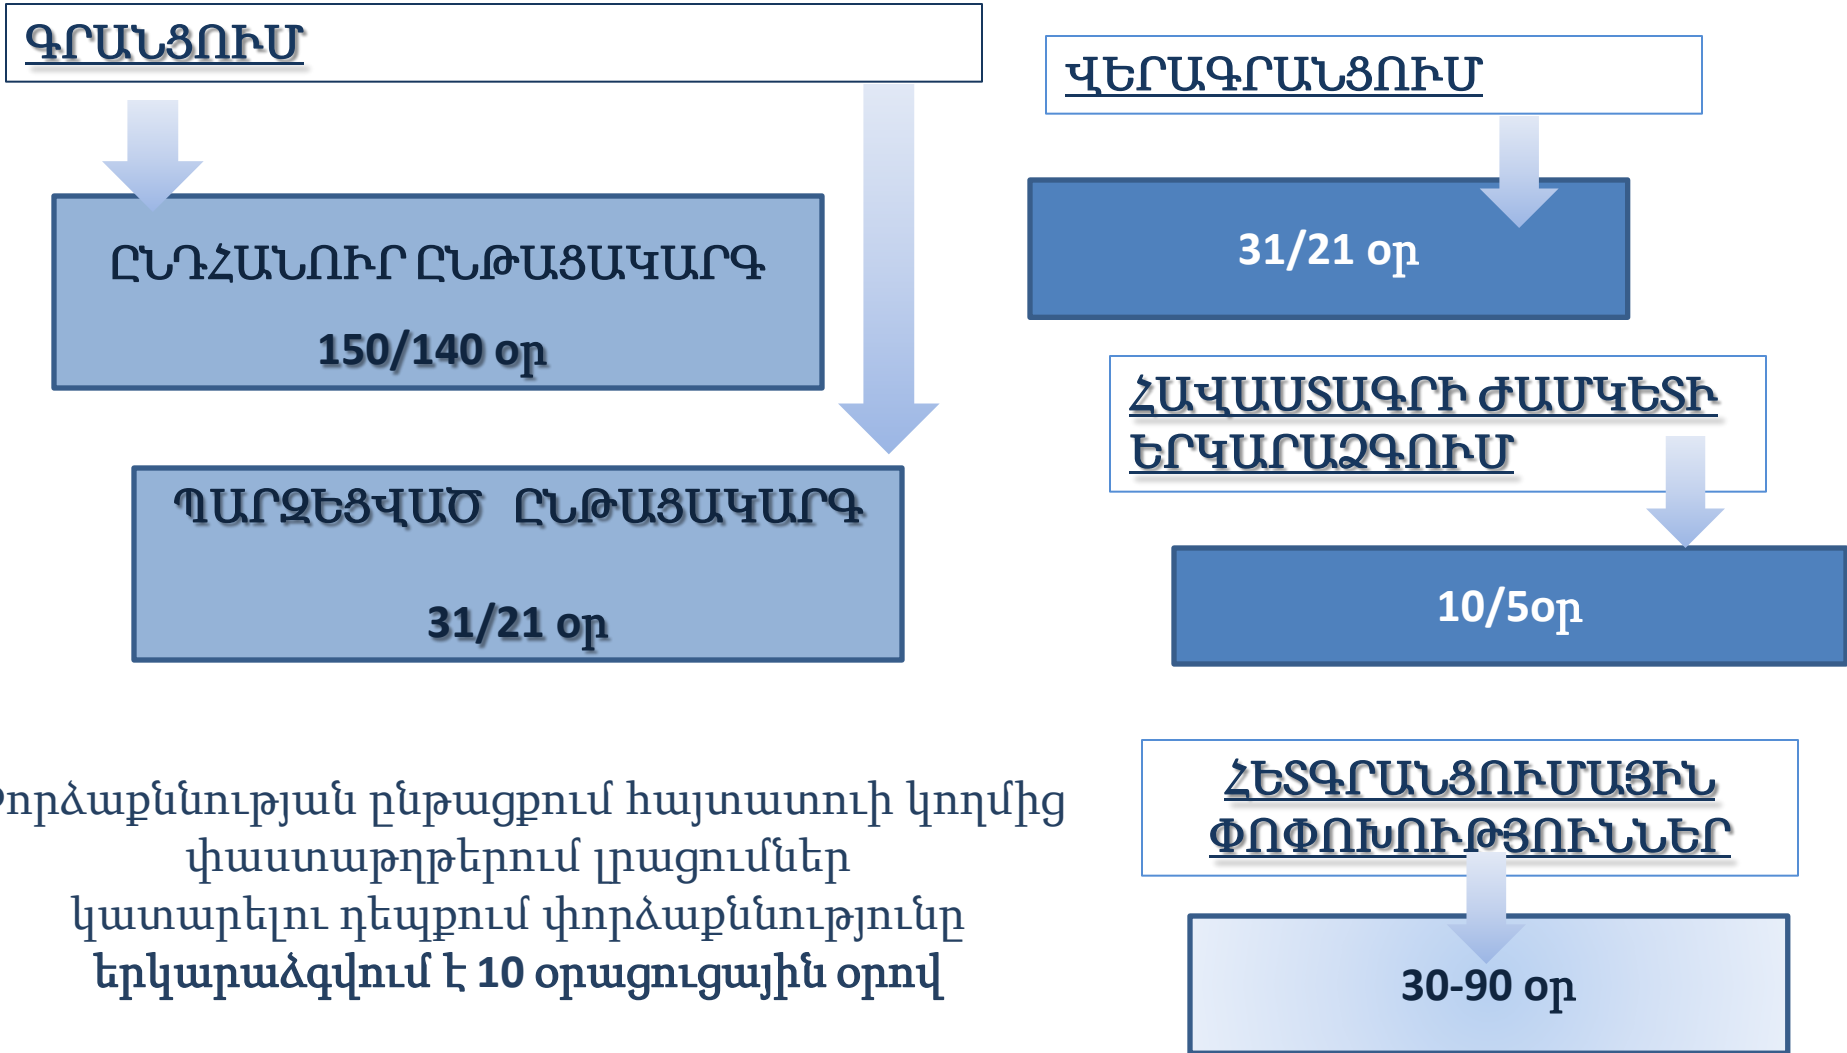 ԳՐԱՆՑՈՒՄ
ԸՆԴՀԱՆՈՒՐ ԸՆԹԱՑԱԿԱՐԳ
150/140 օր
ՊԱՐԶԵՑՎԱԾ ԸՆԹԱՑԱԿԱՐԳ
31/21 օր
ՎԵՐԱԳՐԱՆՑՈՒՄ
31/21 օր
ՀԱՎԱՍՏԱԳՐԻ ԺԱՄԿԵՏԻ
ԵՐԿԱՐԱՁԳՈՒՄ
10/5օր
ՀԵՏԳՐԱՆՑՈՒՄԱՅԻՆ
ՓՈՓՈԽՈՒԹՅՈՒՆՆԵՐ
30-90 օր
Փորձաքննության ընթացքում հայտատուի կողմից
փաստաթղթերում լրացումներ
կատարելու դեպքում փորձաքննությունը
երկարաձգվում է 10 օրացուցային օրով